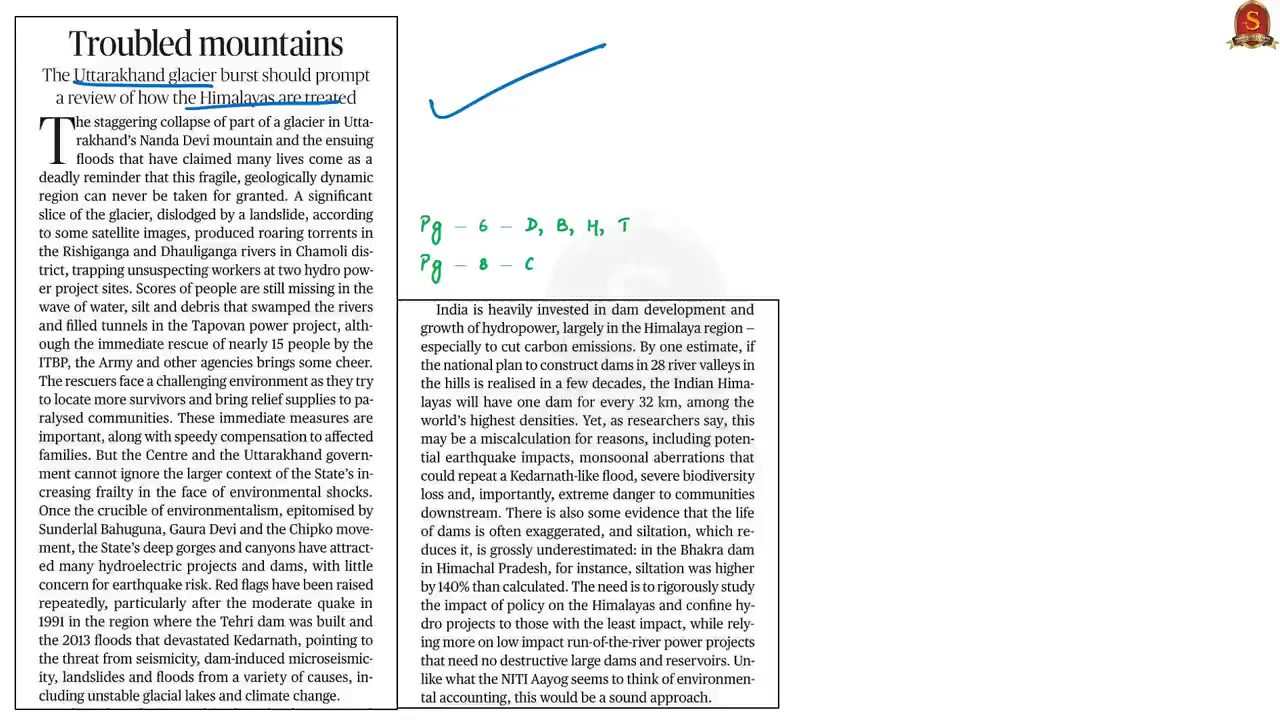 Troubled mountains
The Uttarakhand glacier burst should prompt
a review of how the Himalayas are treated
The staggering collapse of part of a glacier in Utta-
rakhand's Nanda Devi mountain and the ensuing
floods that have claimed many lives come as a
deadly reminder that this fragile, geologically dynamic
region can never be taken for granted. A significant
slice of the glacier, dislodged by a landslide, according
to some satellite images, produced roaring torrents in
the Rishiganga and Dhauliganga rivers in Chamoli dis-
trict, trapping unsuspecting workers at two hydro pow-
er project sites. Scores of people are still missing in the
wave of water, silt and debris that swamped the rivers
and filled tunnels in the Tapovan power project, alth-
ough the immediate rescue of nearly 15 people by the
ITBP, the Army and other agencies brings some cheer.
The rescuers face a challenging environment as they try
to locate more survivors and bring relief supplies to pa-
ralysed communities. These immediate measures are
important, along with speedy compensation to affected
families. But the Centre and the Uttarakhand govern-
ment cannot ignore the larger context of the State's in-
creasing frailty in the face of environmental shocks.
Once the crucible of environmentalism, epitomised by
Sunderlal Bahuguna, Gaura Devi and the Chipko move-
ment, the State's deep gorges and canyons have attract-
ed many hydroelectric projects and dams, with little
concern for earthquake risk. Red flags have been raised
repeatedly, particularly after the moderate quake in
1991 in the region where the Tehri dam was built and
the 2013 floods that devastated Kedarnath, pointing to
the threat from seismicity, dam-induced microseismic-
ity, landslides and floods from a variety of causes, in-
cluding unstable glacial lakes and climate change.
Pg - 6 - D, B, H, T
Pg - 8 - C
India is heavily invested in dam development and
growth of hydropower, largely in the Himalaya region –
especially to cut carbon emissions. By one estimate, if
the national plan to construct dams in 28 river valleys in
the hills is realised in a few decades, the Indian Hima-
layas will have one dam for every 32 km, among the
world's highest densities. Yet, as researchers say, this
may be a miscalculation for reasons, including poten-
tial earthquake impacts, monsoonal aberrations that
could repeat a Kedarnath-like flood, severe biodiversity
loss and, importantly, extreme danger to communities
downstream. There is also some evidence that the life
of dams is often exaggerated, and siltation, which re-
duces it, is grossly underestimated: in the Bhakra dam
in Himachal Pradesh, for instance, siltation was higher
by 140% than calculated. The need is to rigorously study
the impact of policy on the Himalayas and confine hy-
dro projects to those with the least impact, while rely-
ing more on low impact run-of-the-river power projects
that need no destructive large dams and reservoirs. Un-
like what the NITI Aayog seems to think of environmen-
tal accounting, this would be a sound approach.
S